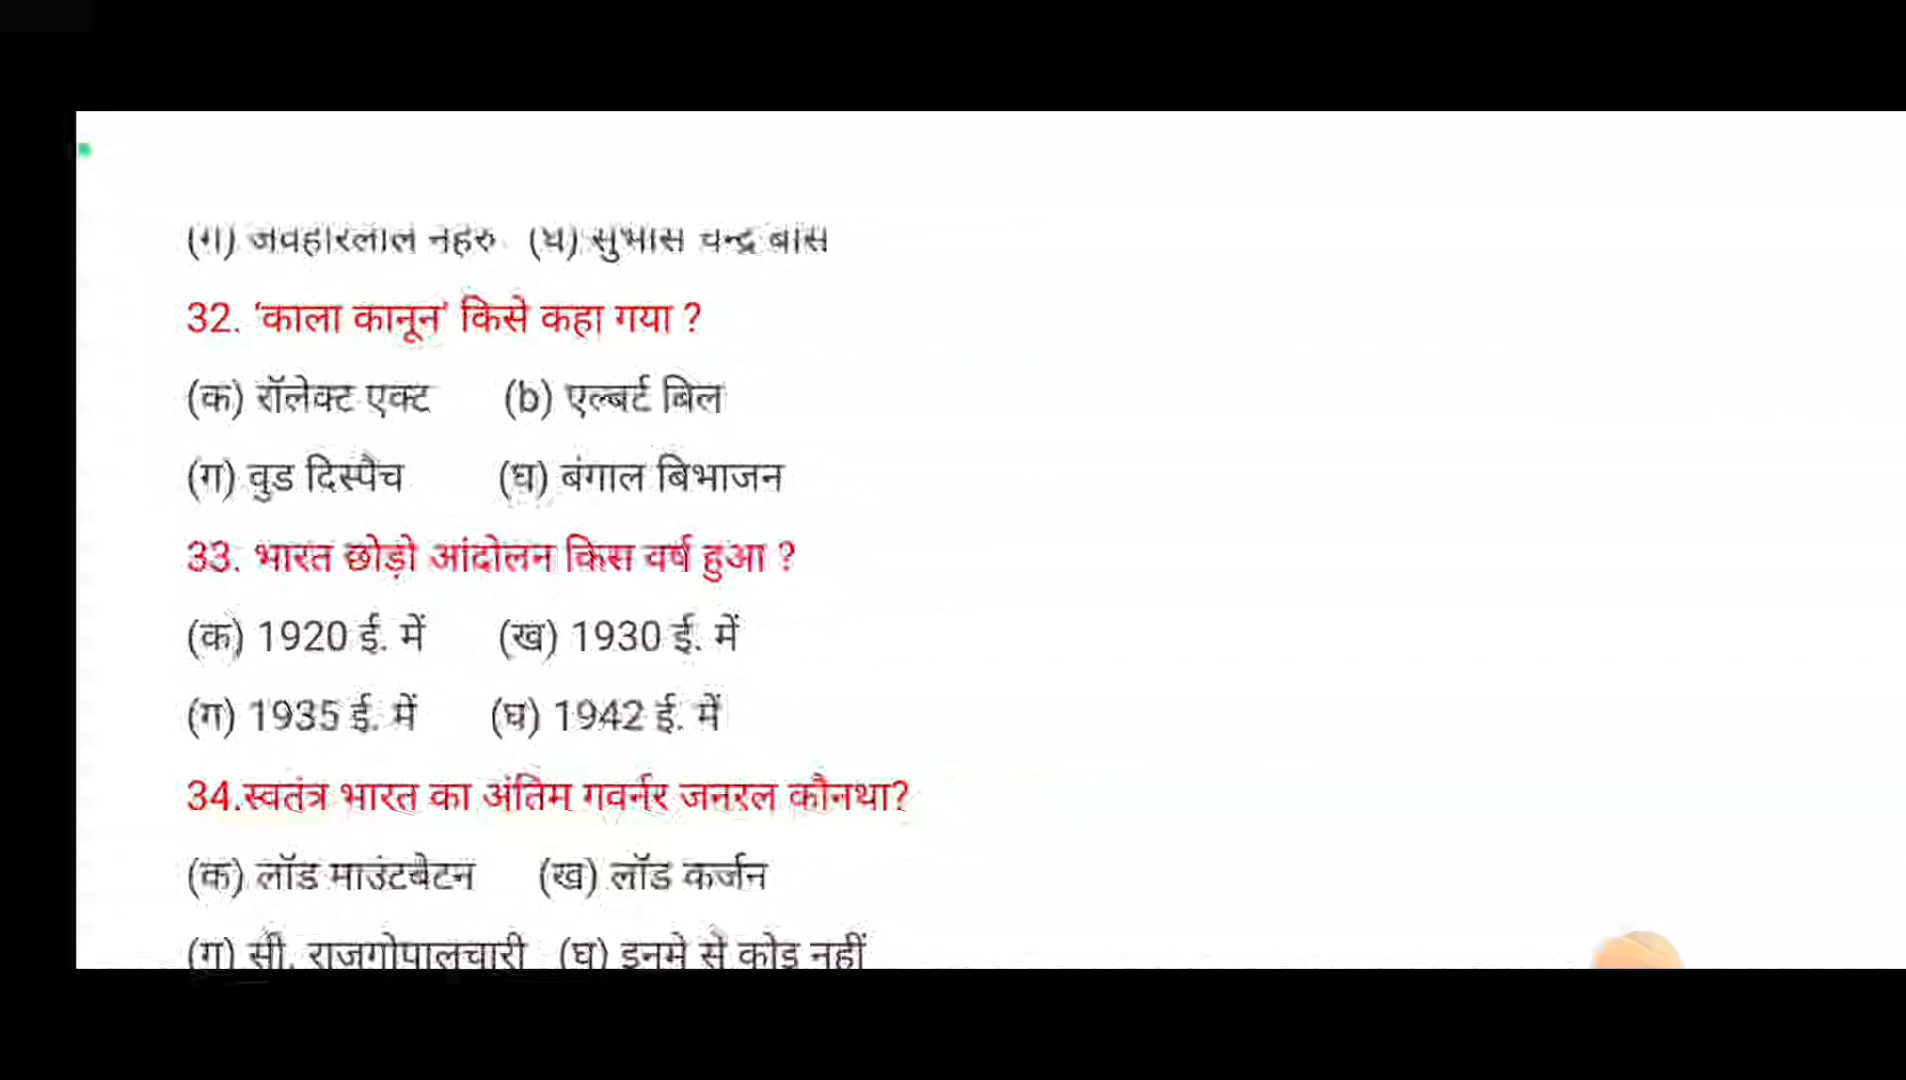 (ग) जवाहरलाल नेहरु (घ) सुभास चन्द्र बोस
32. ‘काला कानून’ किसे कहा गया ?
(क) रॉलेक्ट एक्ट (b) एल्बर्ट बिल
(ग) वुड दिस्पैच (घ) बंगाल बिभाजन
33. भारत छोड़ो आंदोलन किस वर्ष हुआ ?
(क) 1920 ई. में (ख) 1930 ई. में
(ग) 1935 ई. में (घ) 1942 ई. में
34.स्वतंत्र भारत का अंतिम गवर्नर जनरल कौनथा?
(क) लॉड माउंटबेटन (ख) लॉड कर्जन
(ग) सी. राजगोपालचारी (घ) इनमे से कोइ नहीं